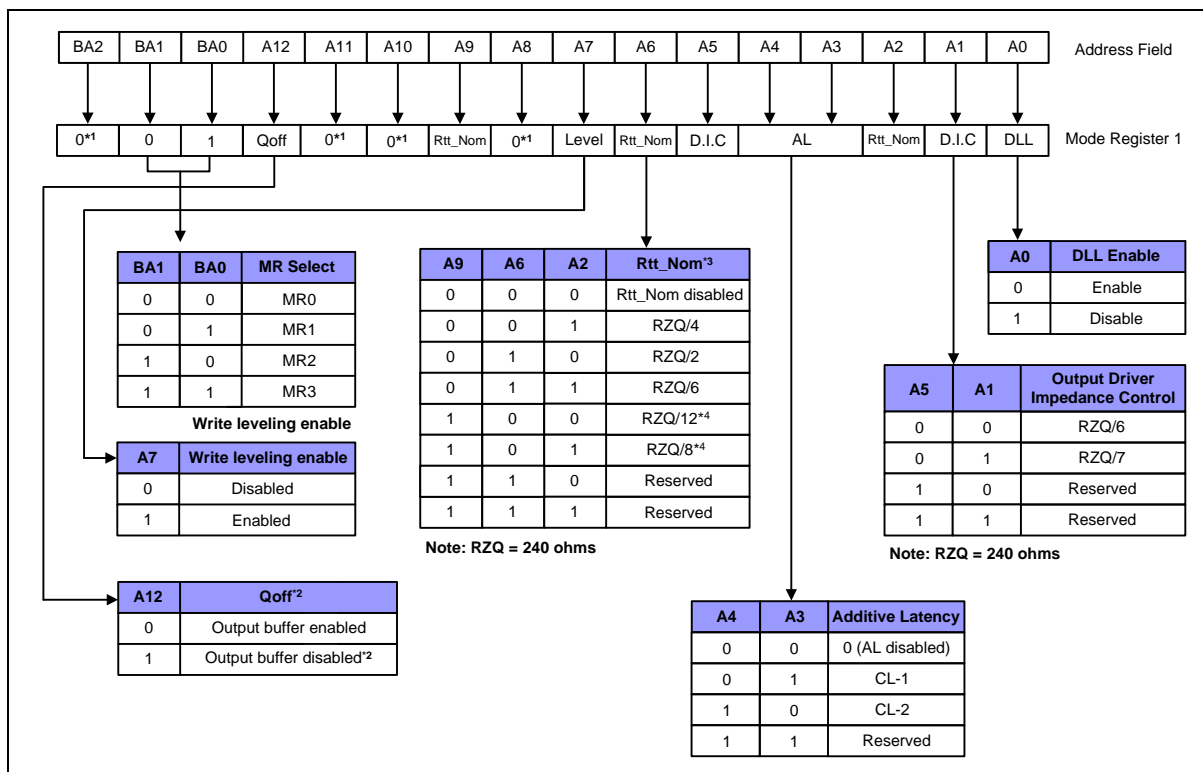 BA2 BA1 BA0 A12 A11 A10 A9 A8 A7 A6 A5 A4 A3 A2 A1 A0 Address Field
0*1 0 1 Qoff 0*1 0*1 Rtt_Nom 0*1 Level Rtt_Nom D.I.C AL Rtt_Nom D.I.C DLL Mode Register 1
BA1 BA0 MR Select
0 0 MR0
0 1 MR1
1 0 MR2
1 1 MR3
Write leveling enable
A7 Write leveling enable
0 Disabled
1 Enabled
A12 Qoff*2
0 Output buffer enabled
1 Output buffer disabled*2
A9 A6 A2 Rtt_Nom*3
0 0 0 Rtt_Nom disabled
0 0 1 RZQ/4
0 1 0 RZQ/2
0 1 1 RZQ/6
1 0 0 RZQ/12*4
1 0 1 RZQ/8*4
1 1 0 Reserved
1 1 1 Reserved
Note: RZQ = 240 ohms
A4 A3 Additive Latency
0 0 0 (AL disabled)
0 1 CL-1
1 0 CL-2
1 1 Reserved
A0 DLL Enable
0 Enable
1 Disable
A5 A1 Output Driver
Impedance Control
0 0 RZQ/6
0 1 RZQ/7
1 0 Reserved
1 1 Reserved
Note: RZQ = 240 ohms